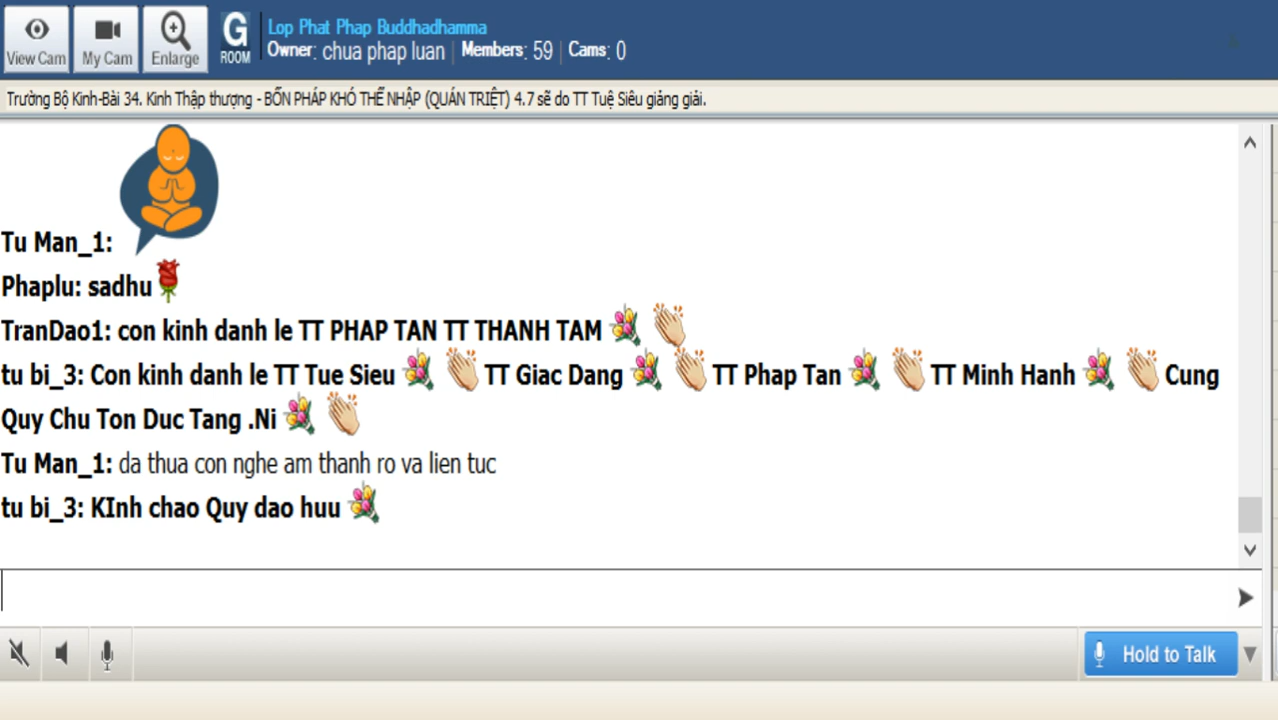 Lop Phat Phap Buddhadhamma
View Cam
My Cam
Enlarge
G ROOM
Owner: chua phap luan | Members: 59 | Cams: 0
Trường Bộ Kinh-Bài 34. Kinh Thập thượng - BỐN PHÁP KHÓ THỂ NHẬP (QUÁN TRIỆT) 4.7 sẽ do TT Tuệ Siêu giảng giải.
Tu Man_1:
Phaplu: sadhu
TranDao1: con kinh danh le TT PHAP TAN TT THANH TAM
tu bi_3: Con kinh danh le TT Tue Sieu TT Giac Dang TT Phap Tan TT Minh Hanh Cung
Quy Chu Ton Duc Tang .Ni
Tu Man_1: da thua con nghe am thanh ro va lien tuc
tu bi_3: KInh chao Quy dao huu
Hold to Talk